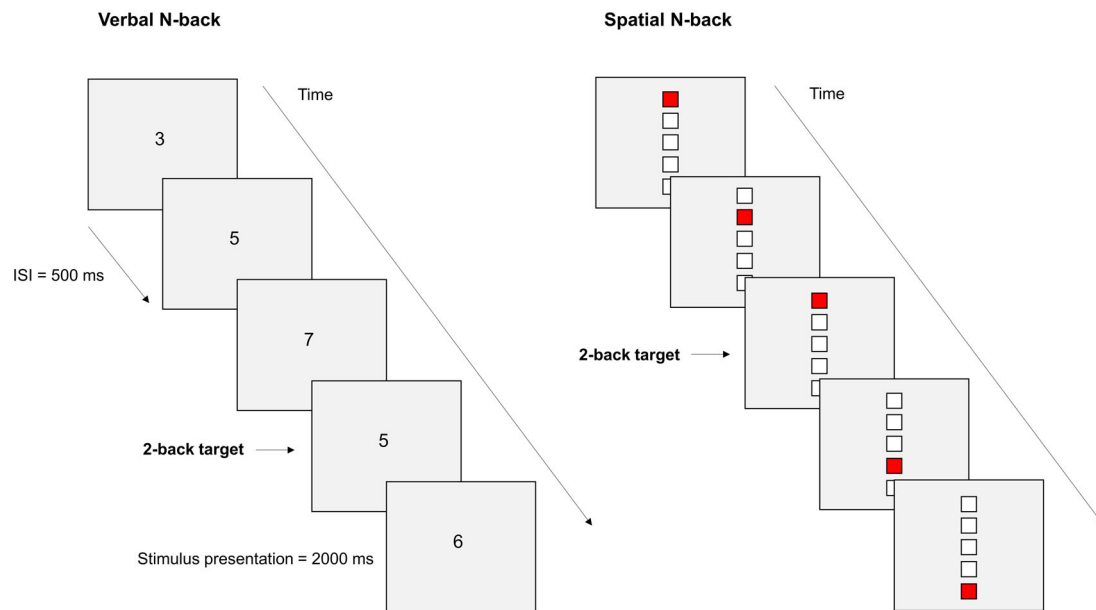 Verbal N-back
Time
3
5
ISI = 500 ms
7
2-back target
5
Stimulus presentation = 2000 ms
6
Spatial N-back
Time
2-back target